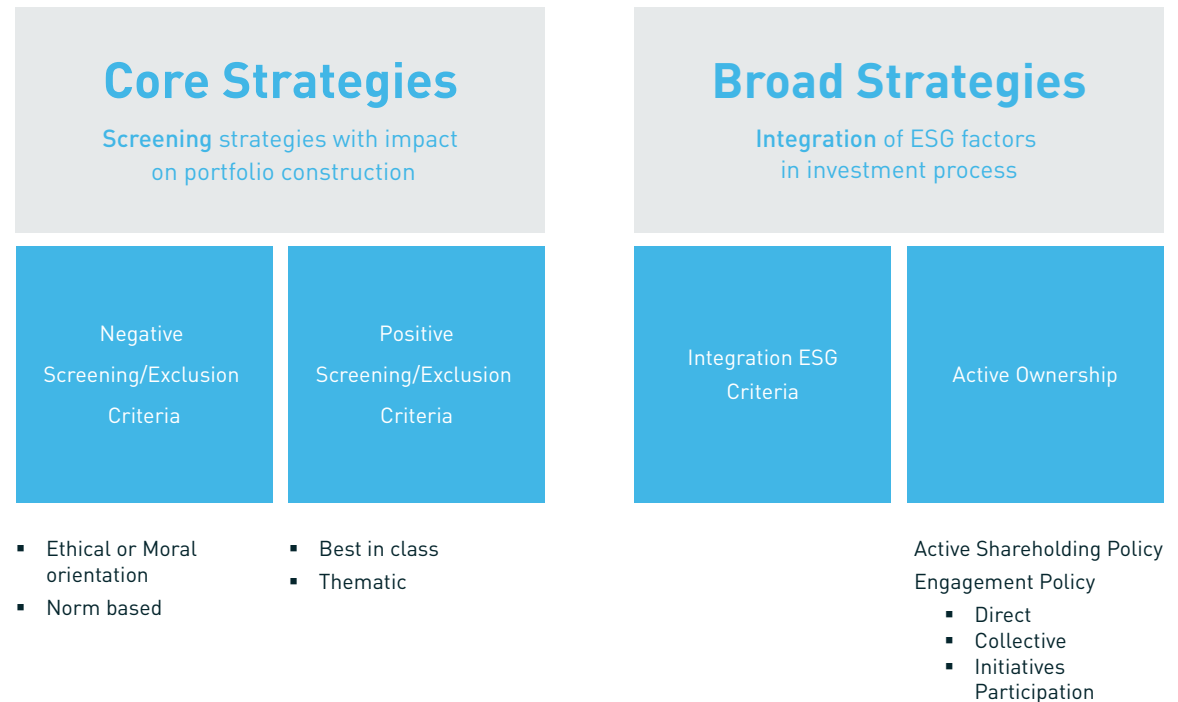 Core Strategies
Screening strategies with impact
on portfolio construction
Negative
Screening/Exclusion
Criteria
Positive
Screening/Exclusion
Criteria
▪ Ethical or Moral
orientation
▪ Norm based
▪ Best in class
▪ Thematic
Broad Strategies
Integration of ESG factors
in investment process
Integration ESG
Criteria
Active Ownership
Active Shareholding Policy
Engagement Policy
▪ Direct
▪ Collective
▪ Initiatives
Participation